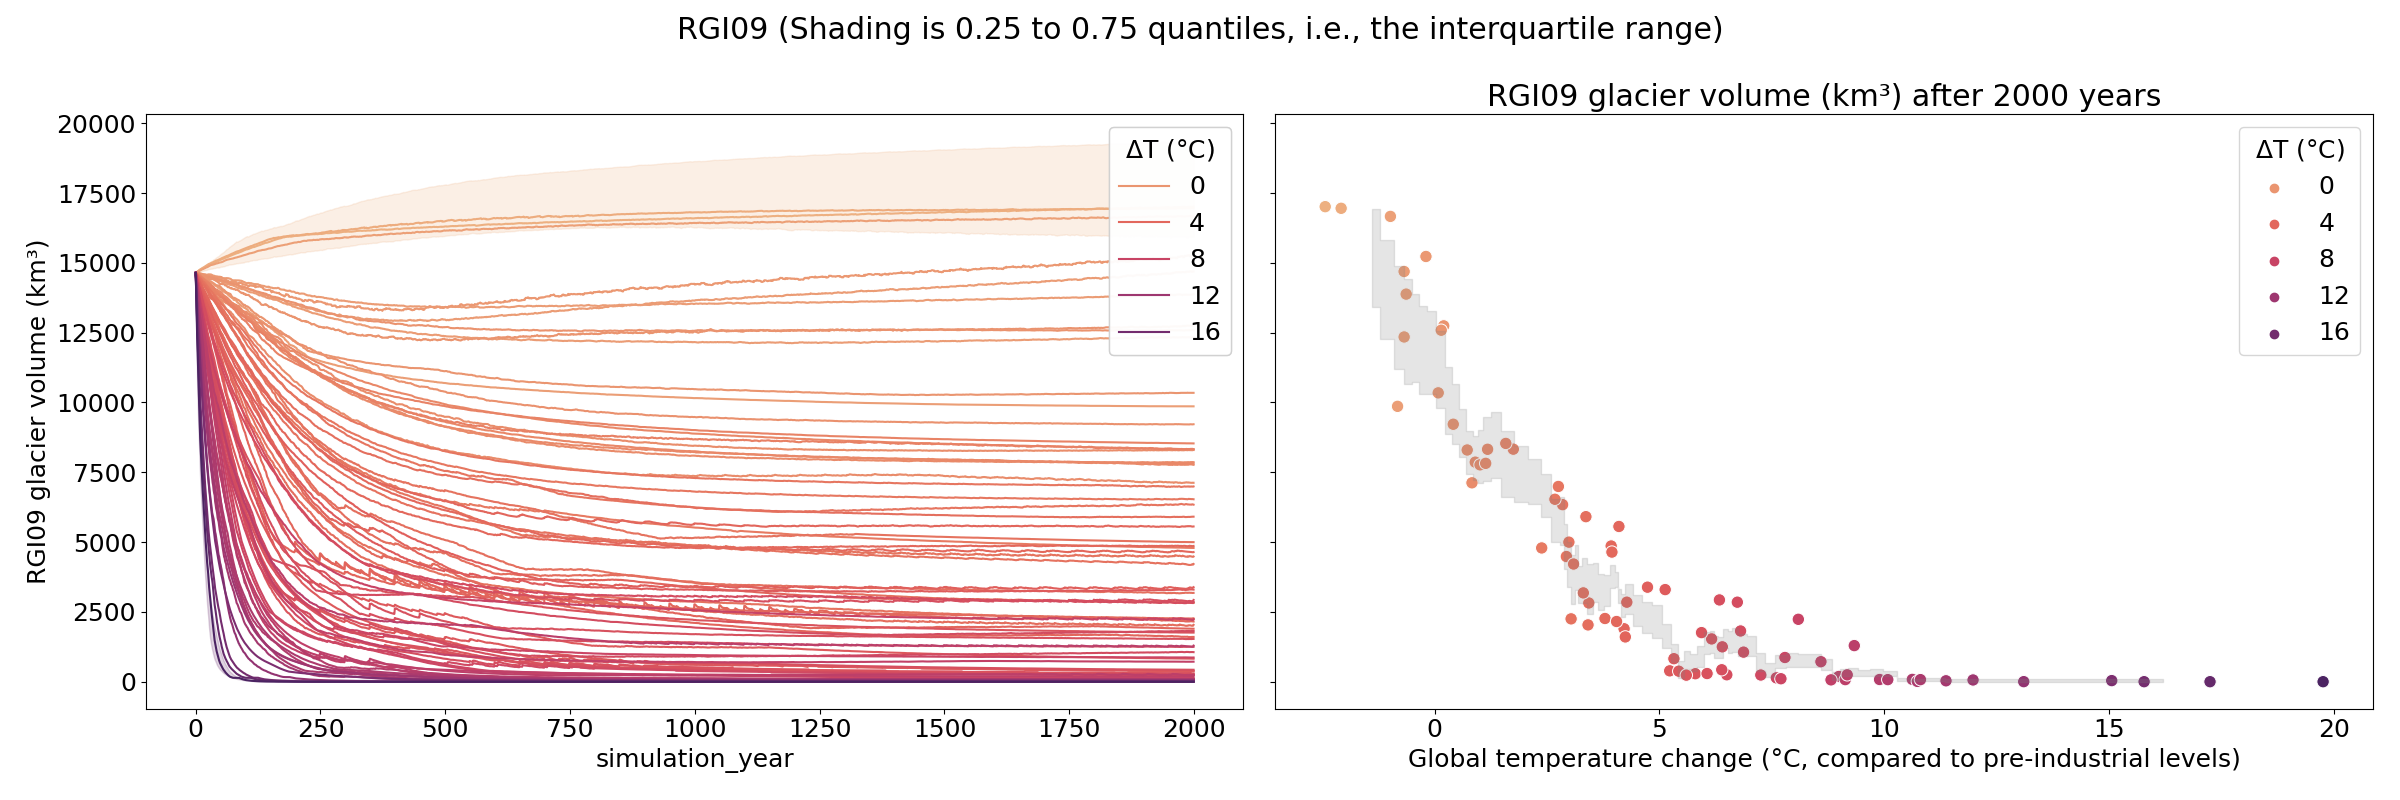 RGI09 (Shading is 0.25 to 0.75 quantiles, i.e., the interquartile range)
RGI09 glacier volume (km³) after 2000 years
RGI09 glacier volume (km³)
20000
17500
15000
12500
10000
7500
5000
2500
0
0 250 500 750 1000 1250 1500 1750 2000
simulation_year
ΔT (°C)
0
4
8
12
16
ΔT (°C)
0
4
8
12
16
0 5 10 15 20
Global temperature change (°C, compared to pre-industrial levels)